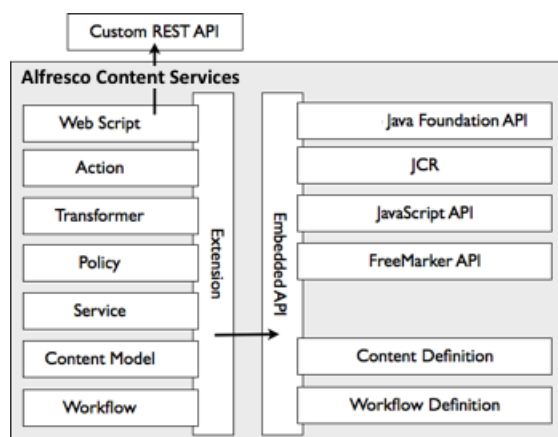 Custom REST API
Alfresco Content Services
Web Script
Action
Transformer
Policy
Service
Content Model
Workflow
Extension
Embedded API
Java Foundation API
JCR
JavaScript API
FreeMarker API
Content Definition
Workflow Definition